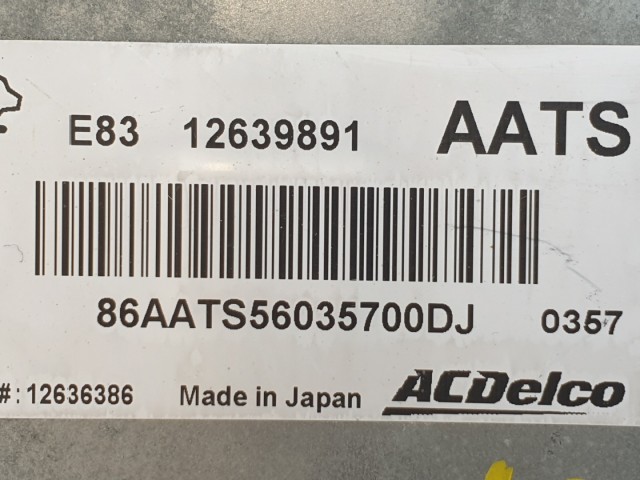 E83 12639891 AATS
86AATS56035700DJ 0357
#: 12636386 Made in Japan ACDelco